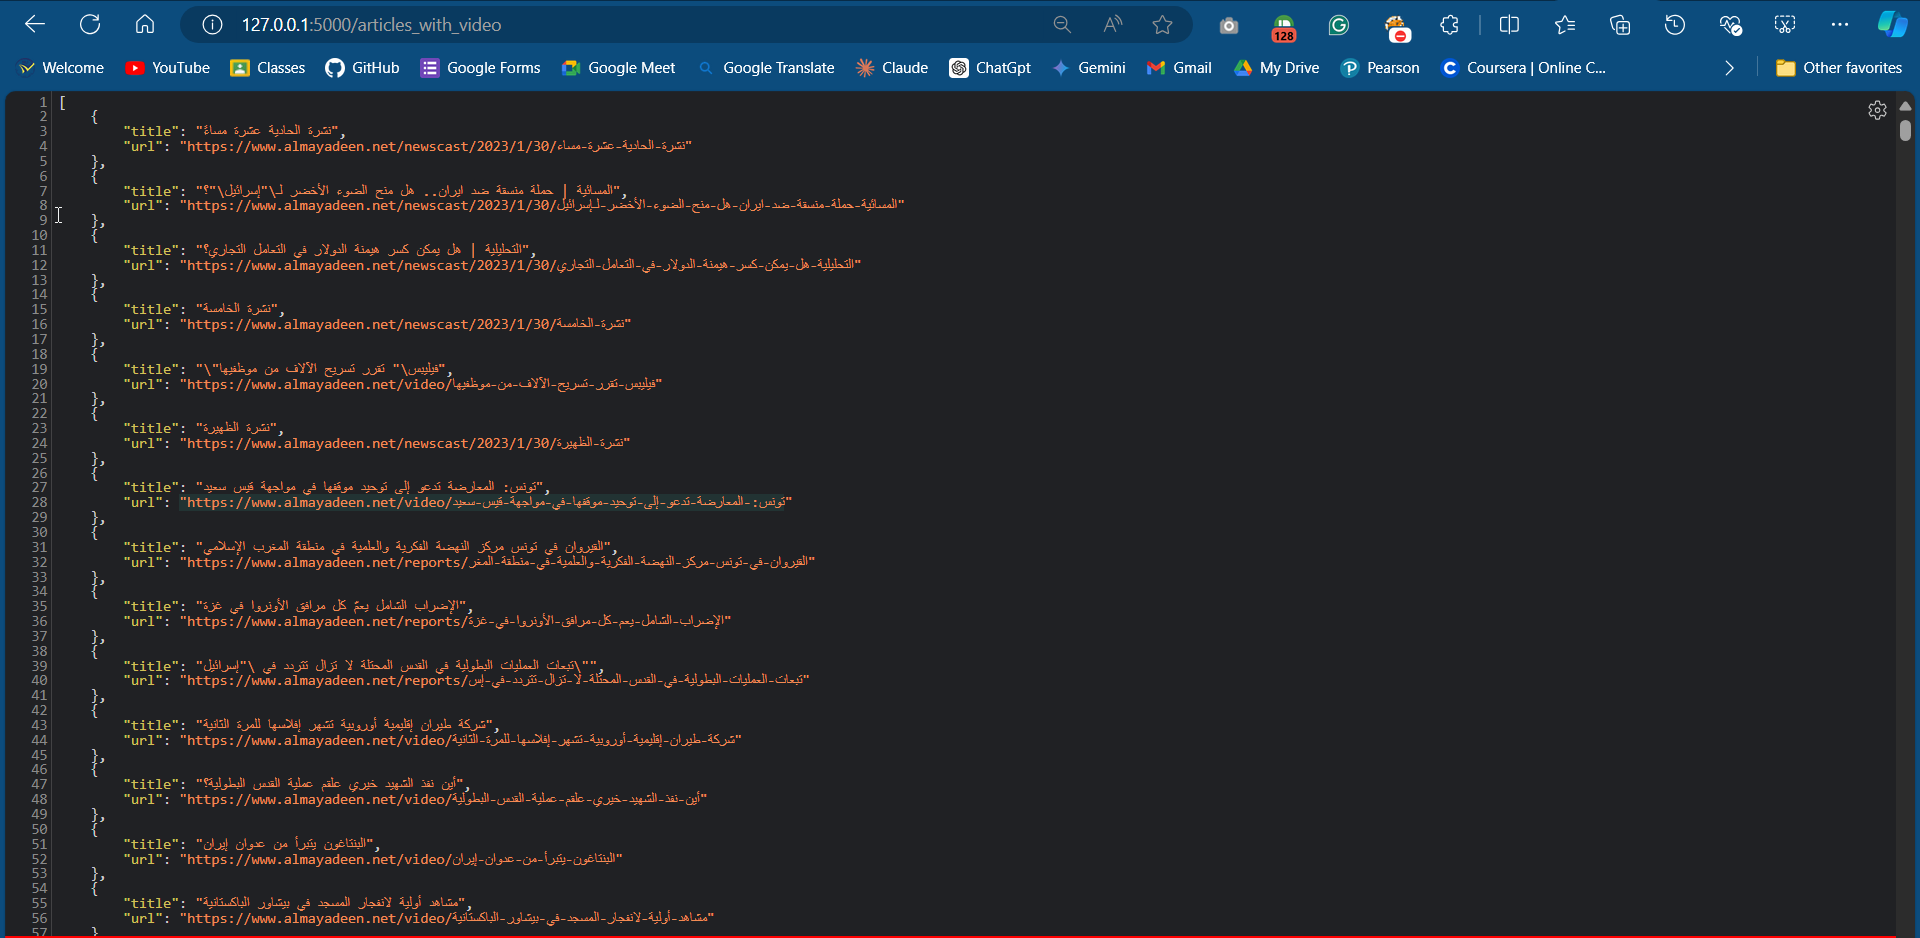 127.0.0.1:5000/articles_with_video
128
Welcome YouTube Classes GitHub Google Forms Google Meet Google Translate Claude ChatGpt Gemini Gmail My Drive Pearson Coursera | Online C... Other favorites
1 [
2 {
3 "title": "نشرة الحادية عشرة مساءً",
4 "url": "https://www.almayadeen.net/newscast/2023/1/30/نشرة-الحادية-عشرة-مساء"
5 },
6 {
7 "title": "المسائية | حملة منسقة ضد ايران.. هل منح الضوء الأخضر لـ\"إسرائيل\"؟",
8 "url": "https://www.almayadeen.net/newscast/2023/1/30/المسائية-حملة-منسقة-ضد-ايران-هل-منح-الضوء-الأخضر-لـإسرائيل"
9 },
10 {
11 "title": "التحليلية | هل يمكن كسر هيمنة الدولار في التعامل التجاري؟",
12 "url": "https://www.almayadeen.net/newscast/2023/1/30/التحليلية-هل-يمكن-كسر-هيمنة-الدولار-في-التعامل-التجاري"
13 },
14 {
15 "title": "نشرة الخامسة",
16 "url": "https://www.almayadeen.net/newscast/2023/1/30/نشرة-الخامسة"
17 },
18 {
19 "title": "\"فيليبس\" تقرر تسريح الآلاف من موظفيها",
20 "url": "https://www.almayadeen.net/video/فيليبس-تقرر-تسريح-الآلاف-من-موظفيها"
21 },
22 {
23 "title": "نشرة الظهيرة",
24 "url": "https://www.almayadeen.net/newscast/2023/1/30/نشرة-الظهيرة"
25 },
26 {
27 "title": "تونس: المعارضة تدعو إلى توحيد موقفها في مواجهة قيس سعيد",
28 "url": "https://www.almayadeen.net/video/تونس:-المعارضة-تدعو-إلى-توحيد-موقفها-في-مواجهة-قيس-سعيد"
29 },
30 {
31 "title": "القيروان في تونس مركز النهضة الفكرية والعلمية في منطقة المغرب الإسلامي",
32 "url": "https://www.almayadeen.net/reports/القيروان-في-تونس-مركز-النهضة-الفكرية-والعلمية-في-منطقة-المغر"
33 },
34 {
35 "title": "الإضراب الشامل يعمّ كل مرافق الأونروا في غزة",
36 "url": "https://www.almayadeen.net/reports/الإضراب-الشامل-يعم-كل-مرافق-الأونروا-في-غزة"
37 },
38 {
39 "title": "تبعات العمليات البطولية في القدس المحتلة لا تزال تتردد في \"إسرائيل\"",
40 "url": "https://www.almayadeen.net/reports/تبعات-العمليات-البطولية-في-القدس-المحتلة-لا-تزال-تتردد-في-إس"
41 },
42 {
43 "title": "شركة طيران إقليمية أوروبية تشهر إفلاسها للمرة الثانية",
44 "url": "https://www.almayadeen.net/video/شركة-طيران-إقليمية-أوروبية-تشهر-إفلاسها-للمرة-الثانية"
45 },
46 {
47 "title": "أين نفذ الشهيد خيري علقم عملية القدس البطولية؟",
48 "url": "https://www.almayadeen.net/video/أين-نفذ-الشهيد-خيري-علقم-عملية-القدس-البطولية"
49 },
50 {
51 "title": "البنتاغون يتبرأ من عدوان إيران",
52 "url": "https://www.almayadeen.net/video/البنتاغون-يتبرأ-من-عدوان-إيران"
53 },
54 {
55 "title": "مشاهد أولية لانفجار المسجد في بيشاور الباكستانية",
56 "url": "https://www.almayadeen.net/video/مشاهد-أولية-لانفجار-المسجد-في-بيشاور-الباكستانية"
57 }